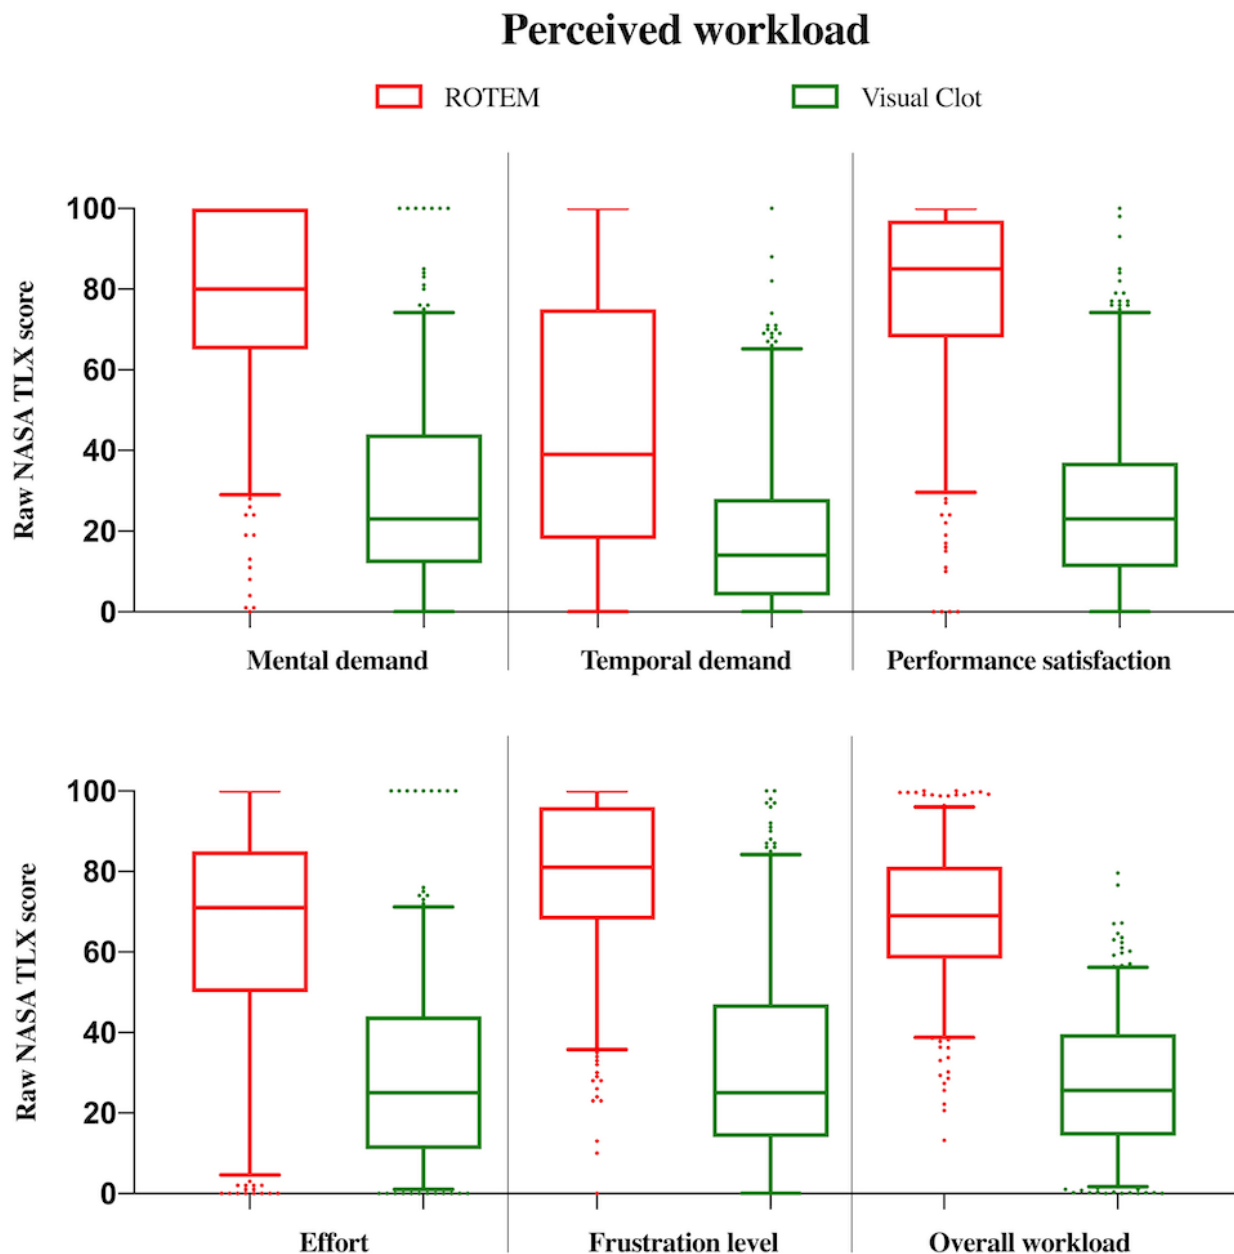 Perceived workload
ROTEM
Visual Clot
Raw NASA TLX score
100
80
60
40
20
0
Mental demand
Temporal demand
Performance satisfaction
Raw NASA TLX score
100
80
60
40
20
0
Effort
Frustration level
Overall workload